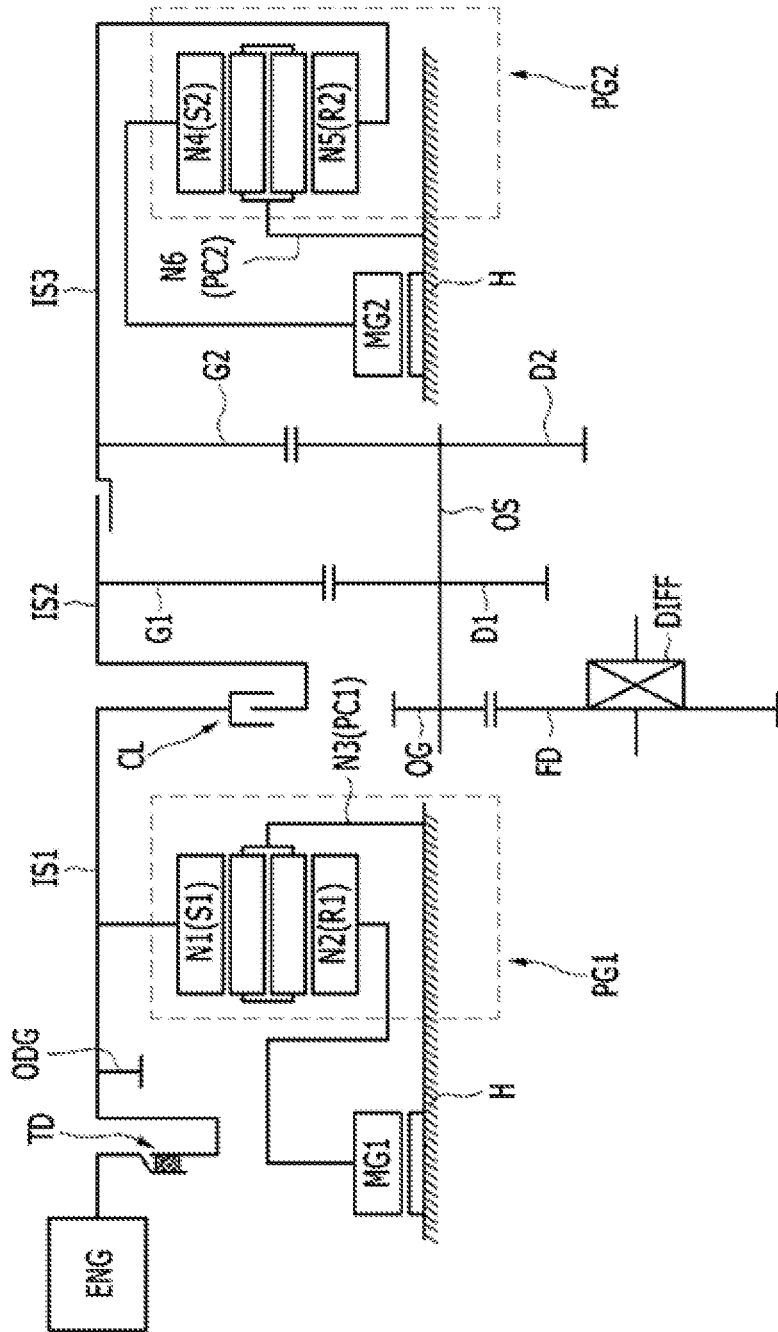 IS1
IS2
IS3
ODG
TD
ENG
CL
G1
G2
N1(S1)
N2(R1)
N3(PC1)
N4(S2)
N5(R2)
N6
(PC2)
MG1
MG2
H
H
PG1
PG2
OG
OS
D1
D2
FD
DIFF